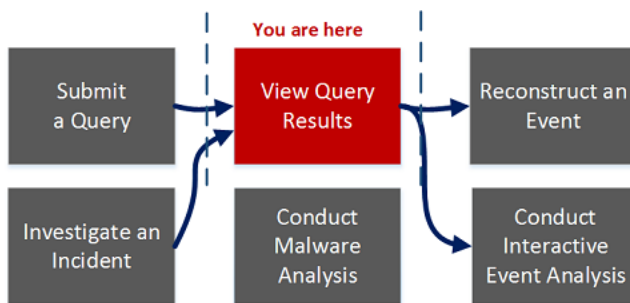 You are here
Submit
a Query
View Query
Results
Reconstruct an
Event
Investigate an
Incident
Conduct
Malware
Analysis
Conduct
Interactive
Event Analysis